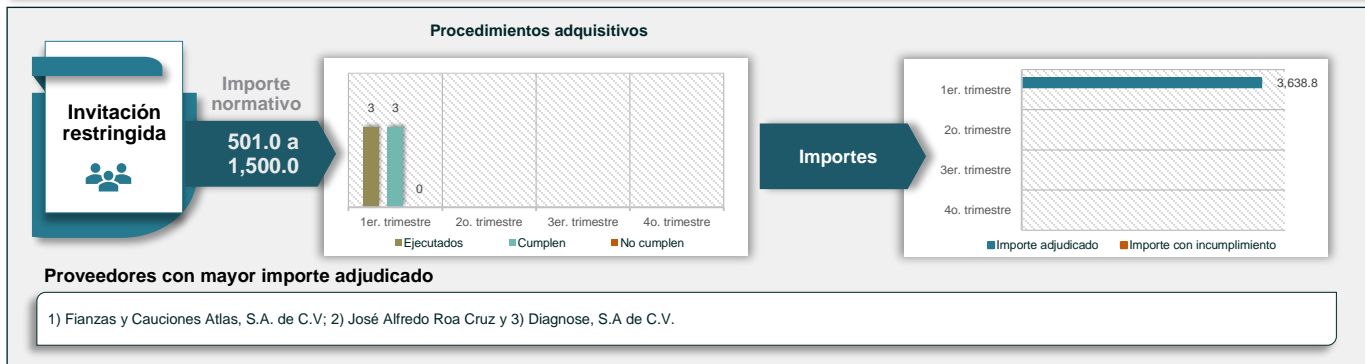 Procedimientos adquisitivos
Invitación
restringida
Importe
normativo
501.0 a
1,500.0
3
3
0
1er. trimestre
2o. trimestre
3er. trimestre
4o. trimestre
Ejecutados
Cumplen
No cumplen
Importes
1er. trimestre
3,638.8
2o. trimestre
3er. trimestre
4o. trimestre
Importe adjudicado
Importe con incumplimiento
Proveedores con mayor importe adjudicado
1) Fianzas y Cauciones Atlas, S.A. de C.V; 2) José Alfredo Roa Cruz y 3) Diagnose, S.A de C.V.